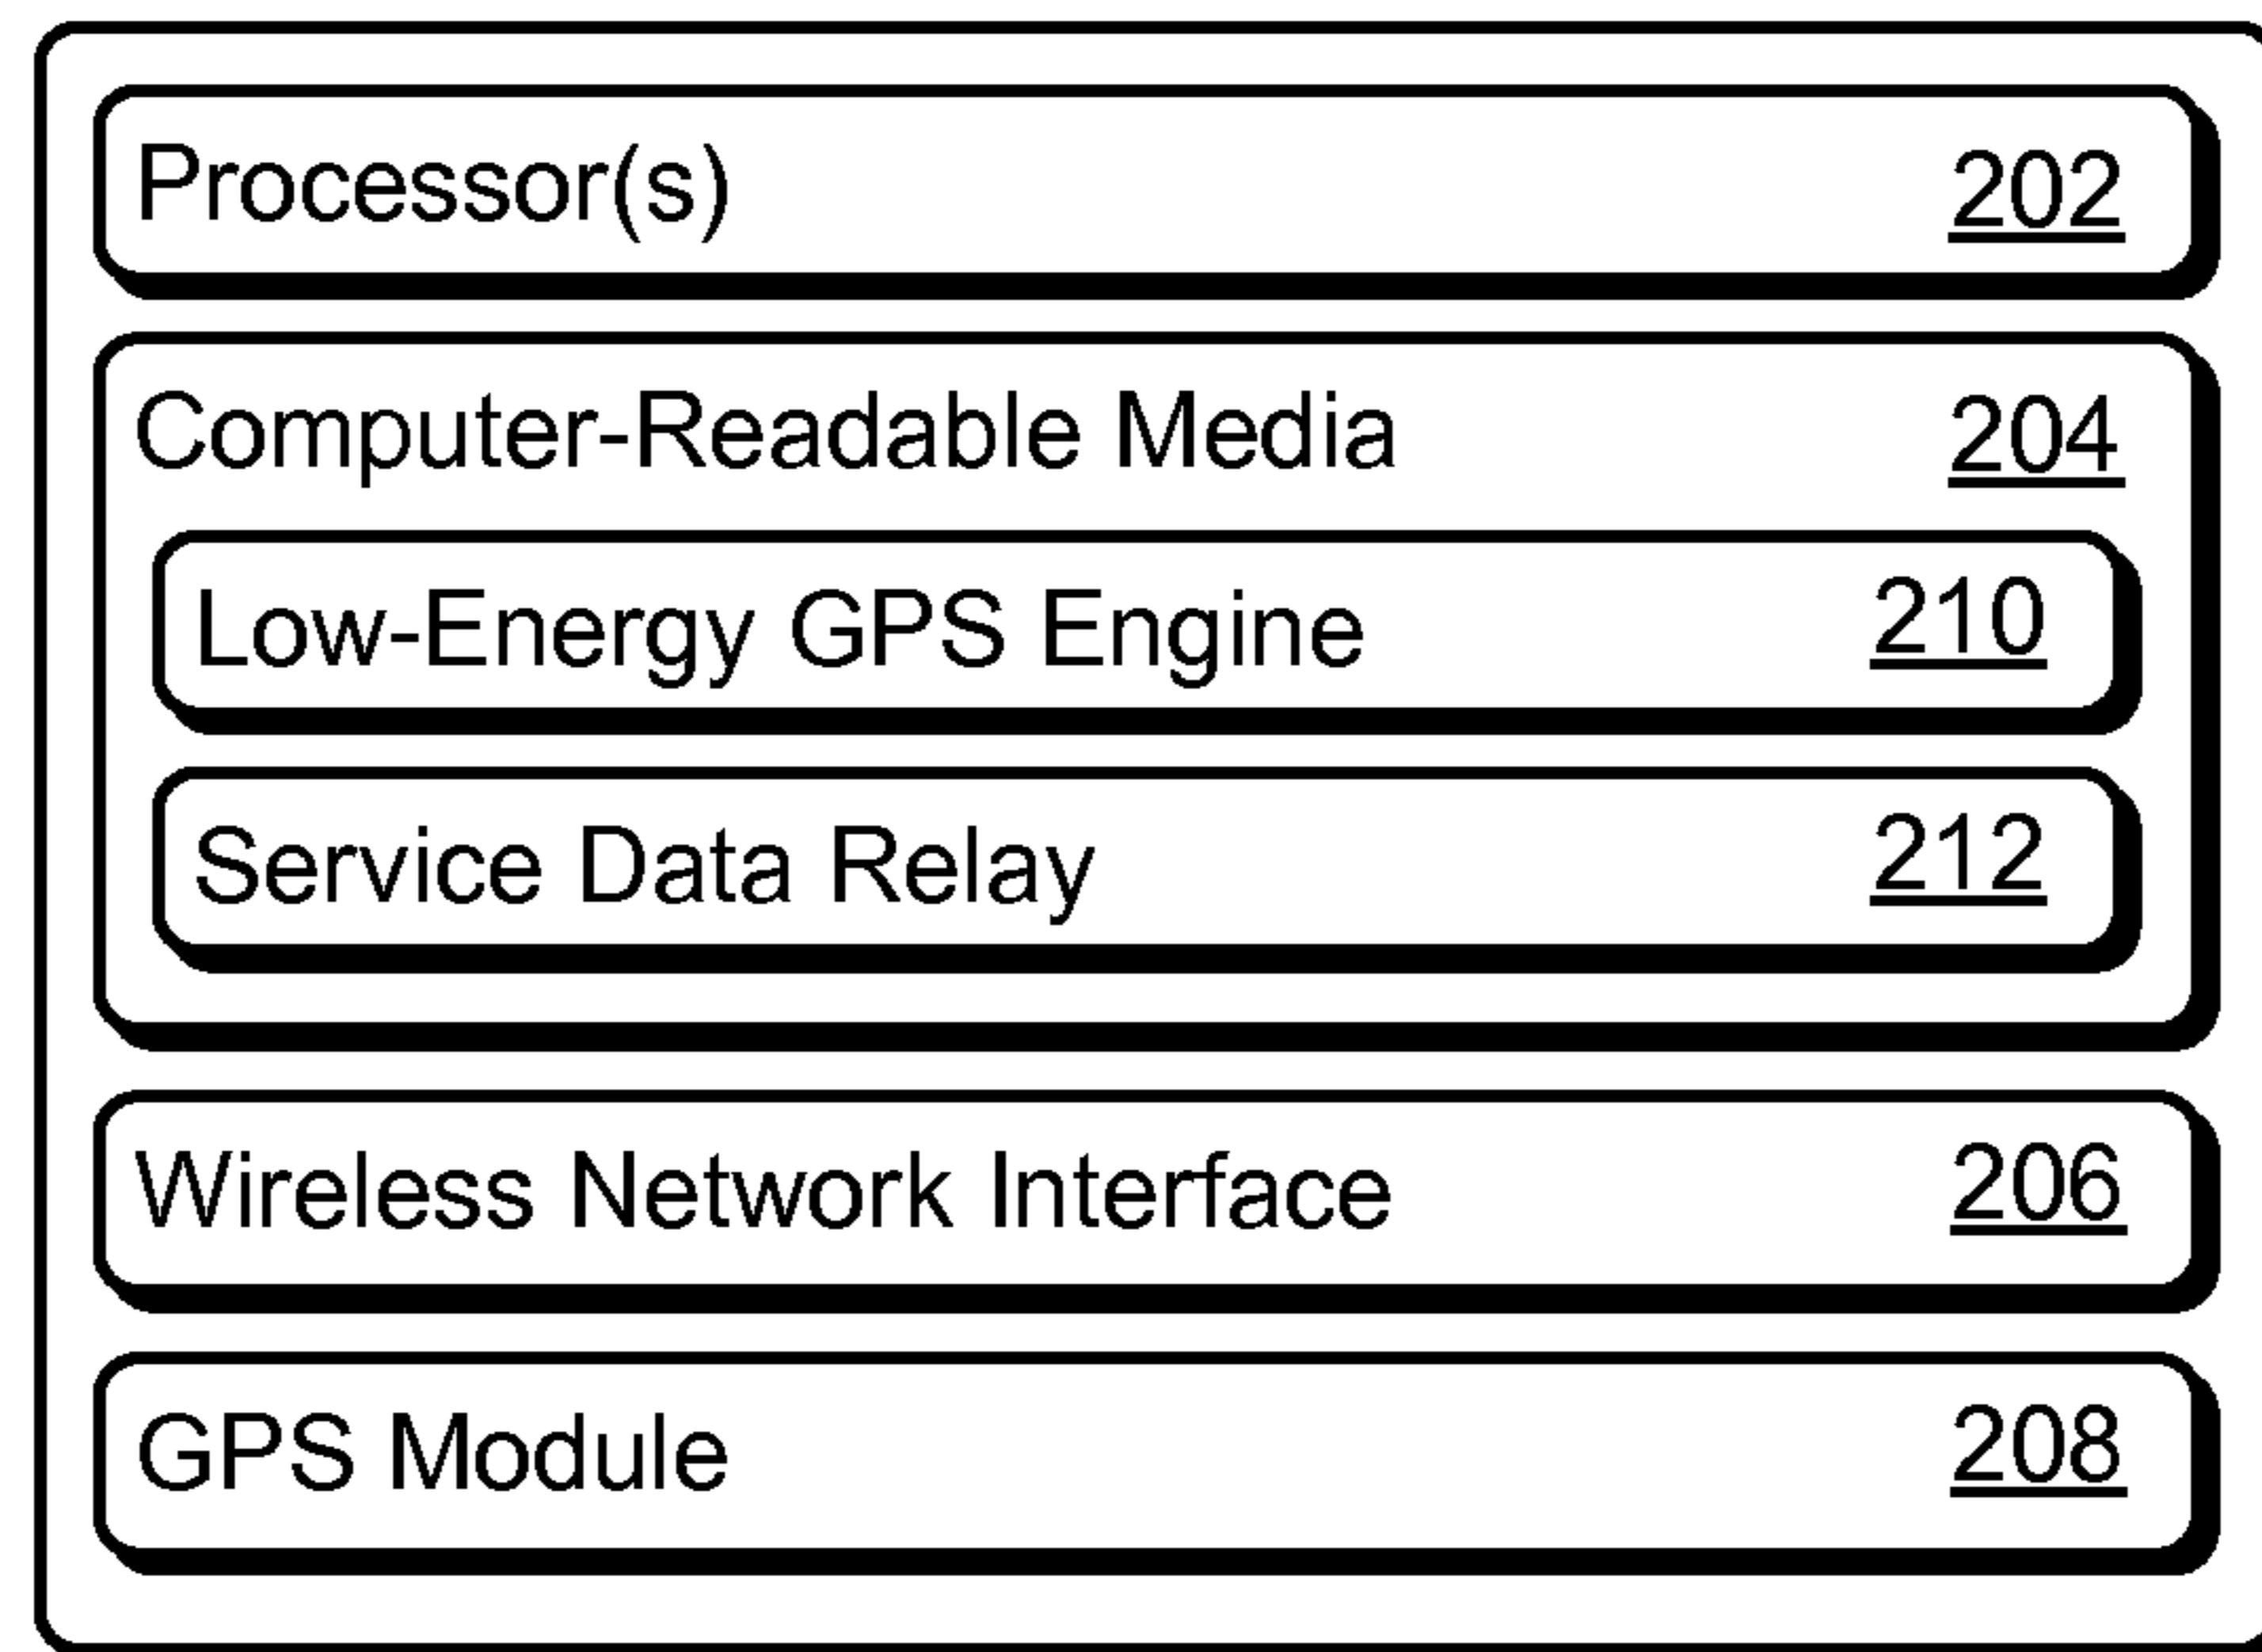 Processor(s) 202
Computer-Readable Media 204
Low-Energy GPS Engine 210
Service Data Relay 212
Wireless Network Interface 206
GPS Module 208